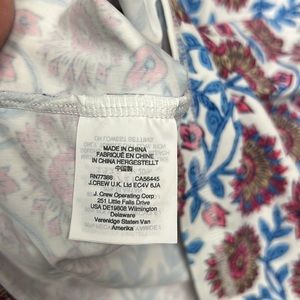 MADE IN CHINA
FABRIQUÉ EN CHINE
IN CHINA HERGESTELLT
中国製
RN77388 CA56445
J.CREW U.K. Ltd EC4V 6JA
J. Crew Operating Corp
251 Little Falls Drive
USA DE19808 Wilmington
Delaware
Verenidge Staten Van
Amerika